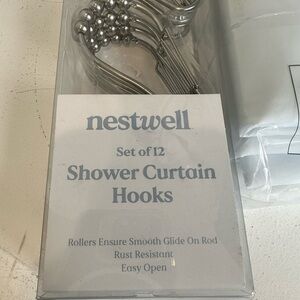 nestwell
Set of 12
Shower Curtain
Hooks
Rollers Ensure Smooth Glide On Rod
Rust Resistant
Easy Open